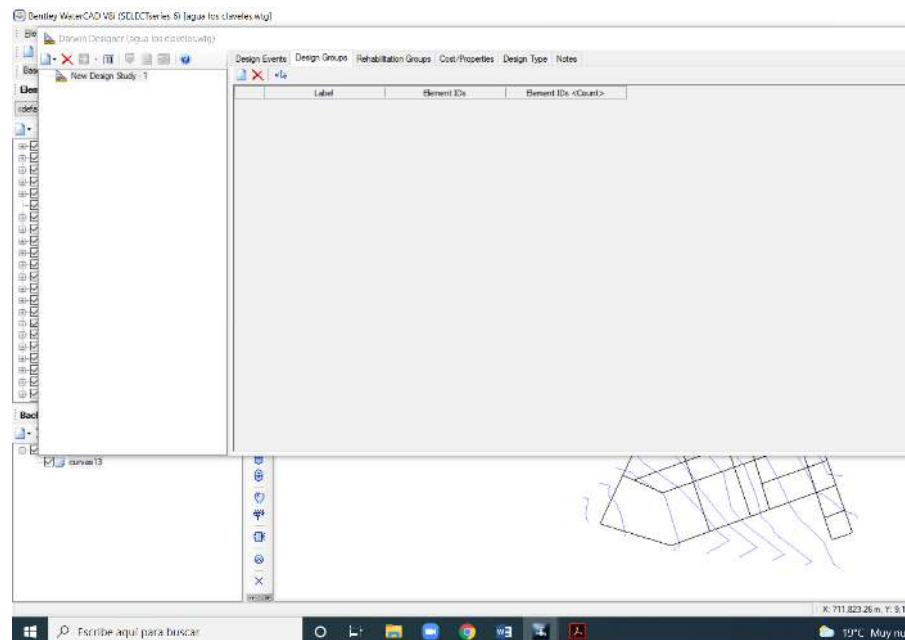 Bentley WaterCAD V8i (SELECTseries 6) [agua los claveles.wtg]
Darwin Designer (agua los claveles.wtg)
New Design Study - 1
Design Events Design Groups Rehabilitation Groups Cost/Properties Design Type Notes
Label Element IDs Element IDs <Count>
curvas13
X: 711,823.26 m, Y: 9,1
Escribe aquí para buscar
19°C Muy nu